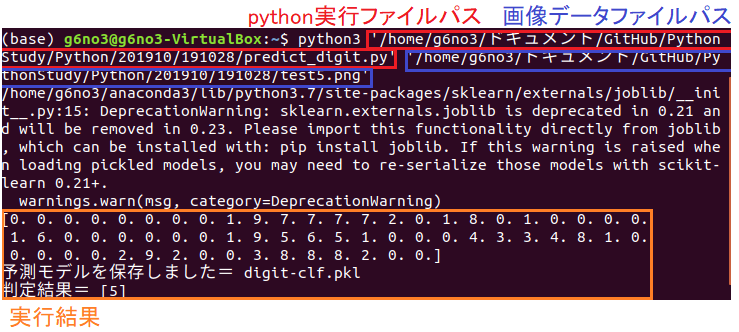 python実行ファイルパス 画像データファイルパス
(base) g6no3@g6no3-VirtualBox:~$ python3 '/home/g6no3/ドキュメント/GitHub/Python
Study/Python/201910/191028/predict_digit.py' '/home/g6no3/ドキュメント/GitHub/Py
thonStudy/Python/201910/191028/test5.png'
/home/g6no3/anaconda3/lib/python3.7/site-packages/sklearn/externals/joblib/__ini
t__.py:15: DeprecationWarning: sklearn.externals.joblib is deprecated in 0.21 an
d will be removed in 0.23. Please import this functionality directly from joblib
, which can be installed with: pip install joblib. If this warning is raised whe
n loading pickled models, you may need to re-serialize those models with scikit-
learn 0.21+.
warnings.warn(msg, category=DeprecationWarning)
[0. 0. 0. 0. 0. 0. 0. 0. 1. 9. 7. 7. 7. 7. 2. 0. 1. 8. 0. 1. 0. 0. 0. 0.
1. 6. 0. 0. 0. 0. 0. 0. 1. 9. 5. 6. 5. 1. 0. 0. 0. 4. 3. 3. 4. 8. 1. 0.
0. 0. 0. 0. 2. 9. 2. 0. 0. 3. 8. 8. 8. 2. 0. 0.]
予測モデルを保存しました＝ digit-clf.pkl
判定結果＝ [5]
実行結果